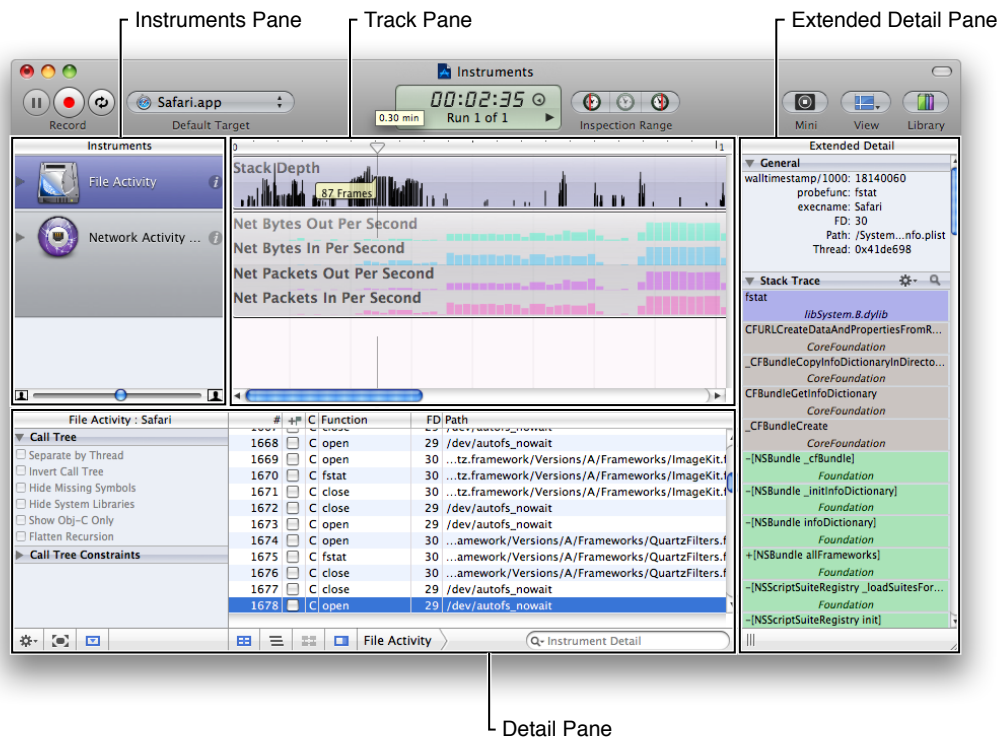 Instruments Pane
Track Pane
Extended Detail Pane
Instruments
Safari.app
00:02:35
0.30 min
Run 1 of 1
Record
Default Target
Inspection Range
Mini
View
Library
Instruments
File Activity
Network Activity ...
0
1
Stack Depth
87 Frames
Net Bytes Out Per Second
Net Bytes In Per Second
Net Packets Out Per Second
Net Packets In Per Second
Extended Detail
General
walltimestamp/1000: 18140060
probefunc: fstat
execname: Safari
FD: 30
Path: /System...nfo.plist
Thread: 0x41de698
Stack Trace
fstat
libSystem.B.dylib
CFURLCreateDataAndPropertiesFromR...
CoreFoundation
_CFBundleCopyInfoDictionaryInDirecto...
CoreFoundation
CFBundleGetInfoDictionary
CoreFoundation
_CFBundleCreate
CoreFoundation
-[NSBundle _cfBundle]
Foundation
-[NSBundle _initInfoDictionary]
Foundation
-[NSBundle infoDictionary]
Foundation
+[NSBundle allFrameworks]
Foundation
-[NSScriptSuiteRegistry _loadSuitesFor...
Foundation
-[NSScriptSuiteRegistry init]
File Activity : Safari
Call Tree
Separate by Thread
Invert Call Tree
Hide Missing Symbols
Hide System Libraries
Show Obj-C Only
Flatten Recursion
Call Tree Constraints
# C Function FD Path
1668 C open 29 /dev/autofs_nowait
1669 C open 30 ...tz.framework/Versions/A/Frameworks/ImageKit.f
1670 C fstat 30 ...tz.framework/Versions/A/Frameworks/ImageKit.f
1671 C close 30 ...tz.framework/Versions/A/Frameworks/ImageKit.f
1672 C close 29 /dev/autofs_nowait
1673 C open 29 /dev/autofs_nowait
1674 C open 30 ...amework/Versions/A/Frameworks/QuartzFilters.f
1675 C fstat 30 ...amework/Versions/A/Frameworks/QuartzFilters.f
1676 C close 30 ...amework/Versions/A/Frameworks/QuartzFilters.f
1677 C close 29 /dev/autofs_nowait
1678 C open 29 /dev/autofs_nowait
File Activity
Instrument Detail
Detail Pane